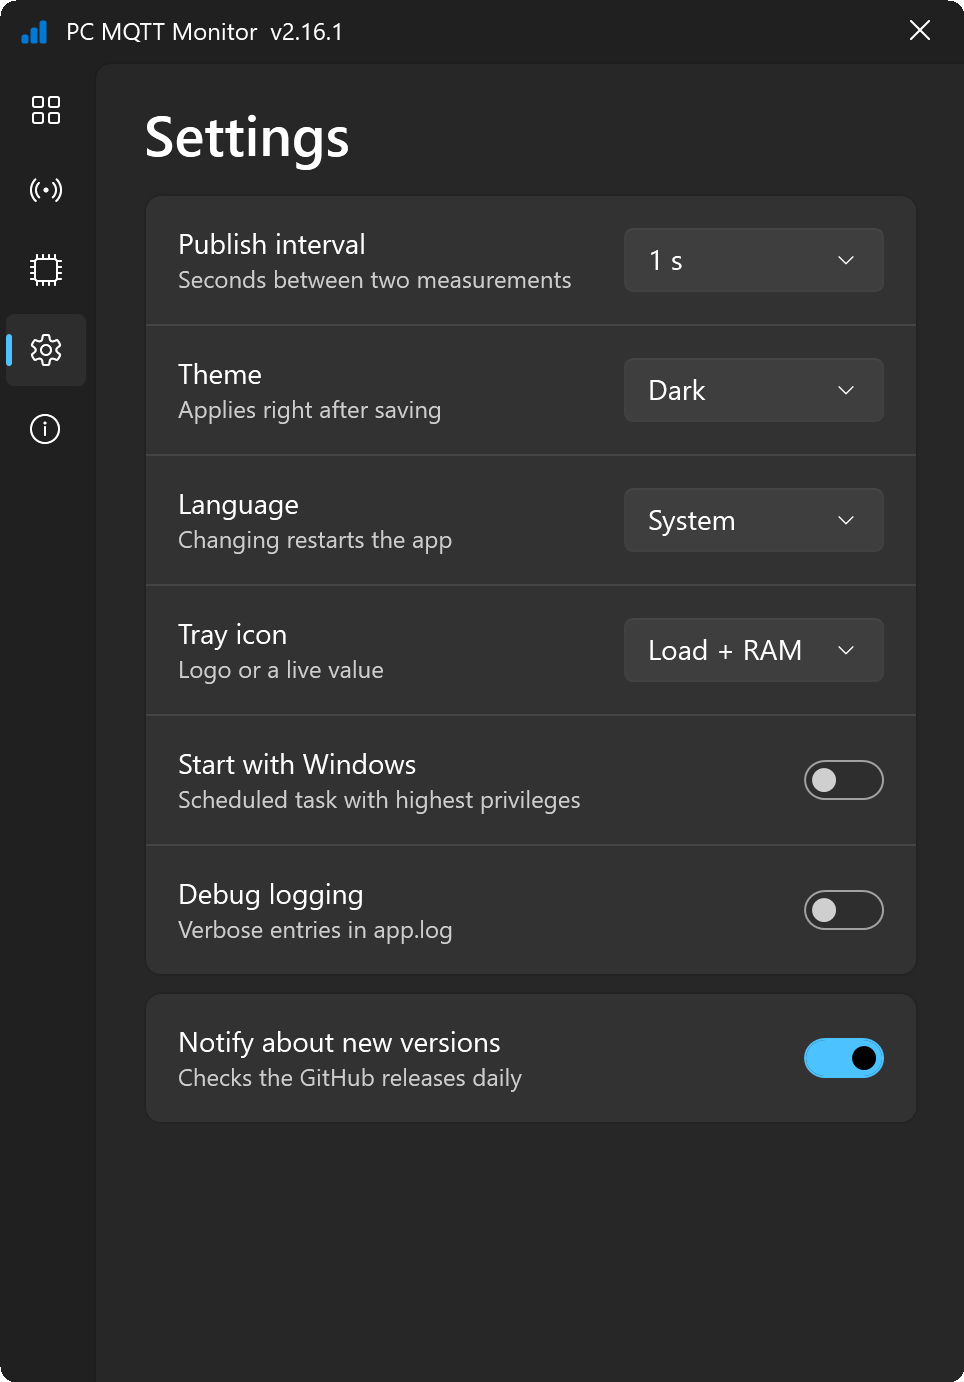 PC MQTT Monitor v2.16.1
Settings
Publish interval
Seconds between two measurements
1 s
Theme
Applies right after saving
Dark
Language
Changing restarts the app
System
Tray icon
Logo or a live value
Load + RAM
Start with Windows
Scheduled task with highest privileges
Debug logging
Verbose entries in app.log
Notify about new versions
Checks the GitHub releases daily